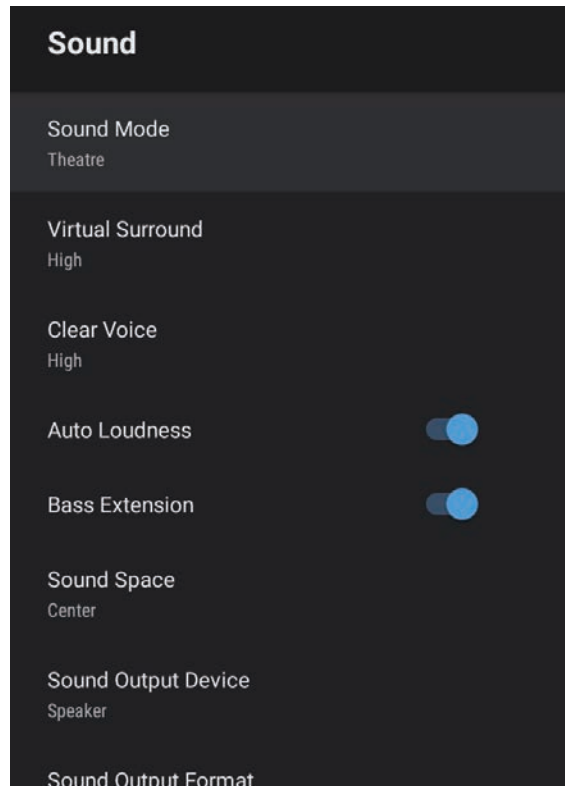 Sound
Sound Mode
Theatre
Virtual Surround
High
Clear Voice
High
Auto Loudness
Bass Extension
Sound Space
Center
Sound Output Device
Speaker
Sound Output Format